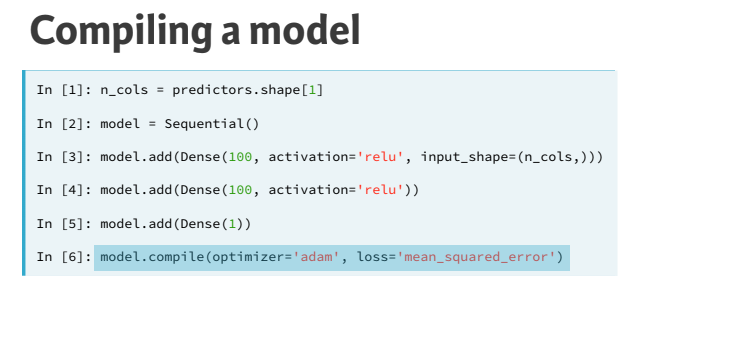 Compiling a model
In [1]: n_cols = predictors.shape[1]
In [2]: model = Sequential()
In [3]: model.add(Dense(100, activation='relu', input_shape=(n_cols,)))
In [4]: model.add(Dense(100, activation='relu'))
In [5]: model.add(Dense(1))
In [6]: model.compile(optimizer='adam', loss='mean_squared_error')